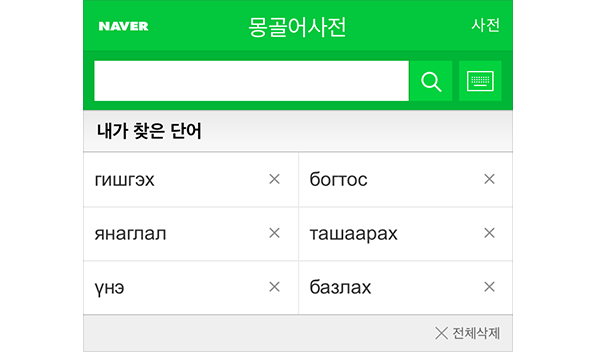 NAVER 몽골어사전 사전
내가 찾은 단어
гишгэх × богтос ×
янаглал × ташаарах ×
үнэ × базлах ×
× 전체삭제